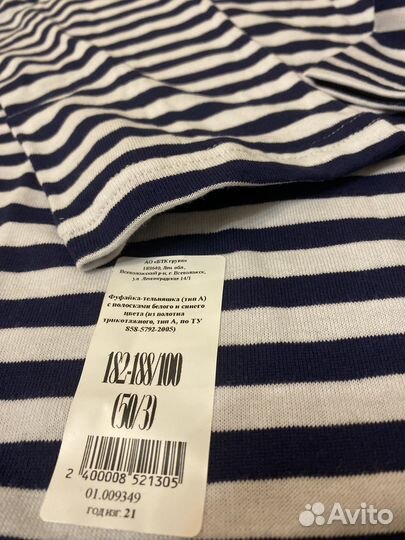 АО «БТК групп»
188640, Лен. обл.,
Всеволожский р-н, г. Всеволожск,
ул. Ленинградская 14/1
Фуфайка-тельняшка (тип А)
с полосками белого и синего
цвета (из полотна
трикотажного, тип А, по ТУ
858-5792-2005)
182-188/100
(50/3)
2 400008 521305
01.009349
год изг. 21
Avito